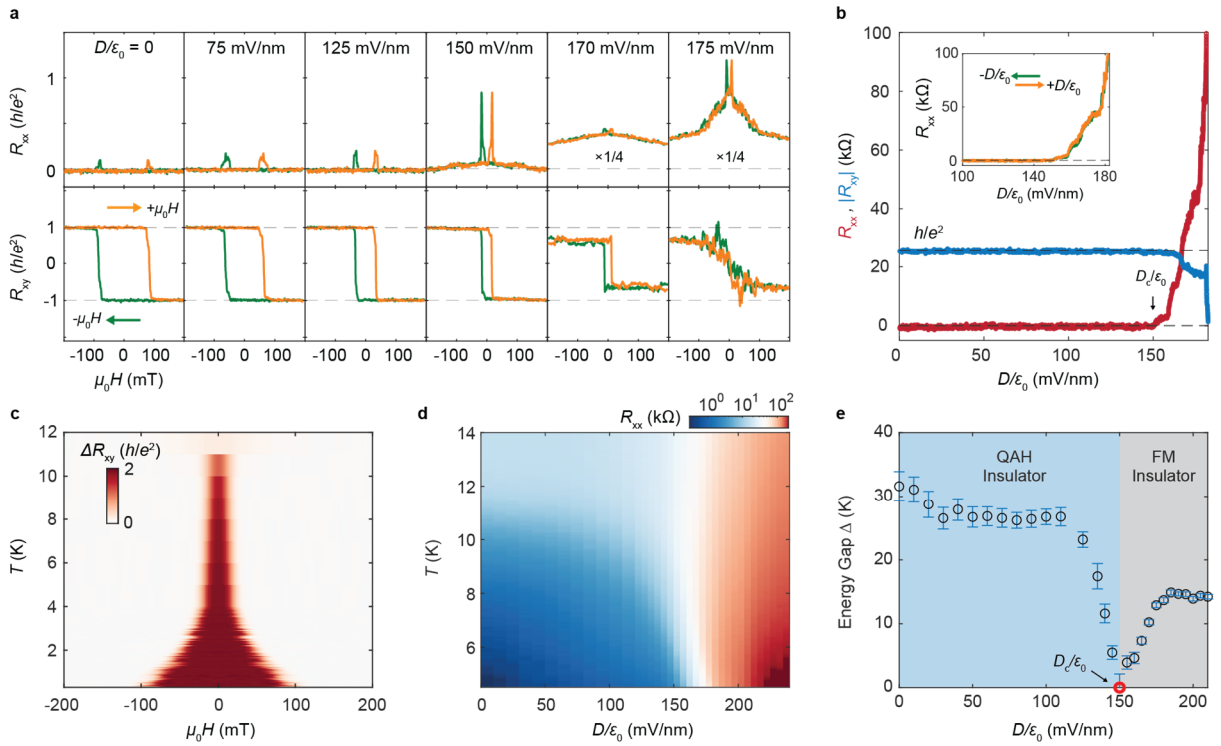 a
D/ε₀ = 0
75 mV/nm
125 mV/nm
150 mV/nm
170 mV/nm
175 mV/nm
Rxx (h/e²)
1
0
×1/4
×1/4
Rxy (h/e²)
1
0
-1
+μ₀H
-μ₀H
-100 0 100
-100 0 100
-100 0 100
-100 0 100
-100 0 100
-100 0 100
μ₀H (mT)
b
Rxx , |Rxy| (kΩ)
100
80
60
40
20
0
Rxx (kΩ)
100
50
0
-D/ε₀
+D/ε₀
100 140 180
D/ε₀ (mV/nm)
h/e²
Dc/ε₀
0 50 100 150
D/ε₀ (mV/nm)
c
T (K)
12
10
8
6
4
2
ΔRxy (h/e²)
2
0
-200 -100 0 100 200
μ₀H (mT)
d
Rxx (kΩ)
10⁰ 10¹ 10²
T (K)
14
12
10
8
6
0 50 100 150 200
D/ε₀ (mV/nm)
e
Energy Gap Δ (K)
40
30
20
10
0
QAH
Insulator
FM
Insulator
Dc/ε₀
0 50 100 150 200
D/ε₀ (mV/nm)